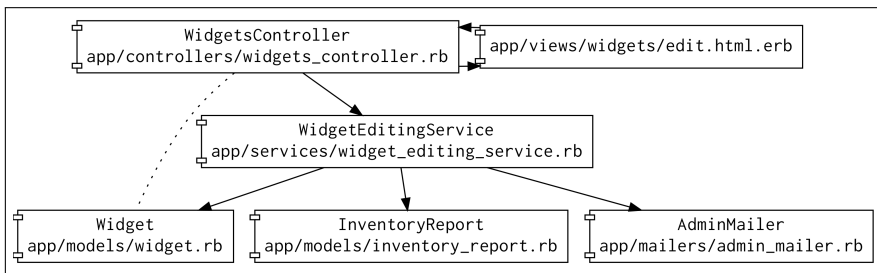 WidgetsController
app/controllers/widgets_controller.rb
app/views/widgets/edit.html.erb
WidgetEditingService
app/services/widget_editing_service.rb
Widget
app/models/widget.rb
InventoryReport
app/models/inventory_report.rb
AdminMailer
app/mailers/admin_mailer.rb